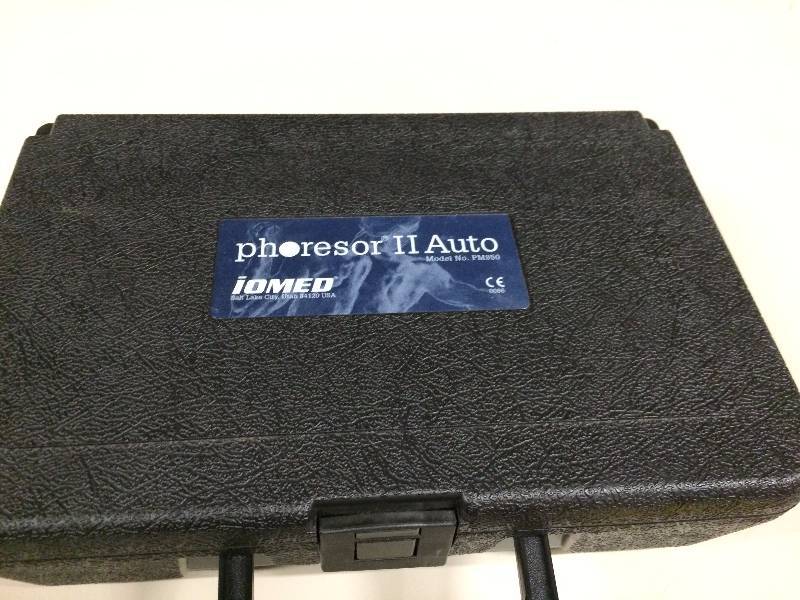 phoresor II Auto
Model No. PM850
iOMED
Salt Lake City, Utah 84120 USA
CE
0086